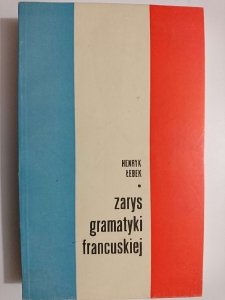 HENRYK
ŁEBEK
•
zarys
gramatyki
francuskiej